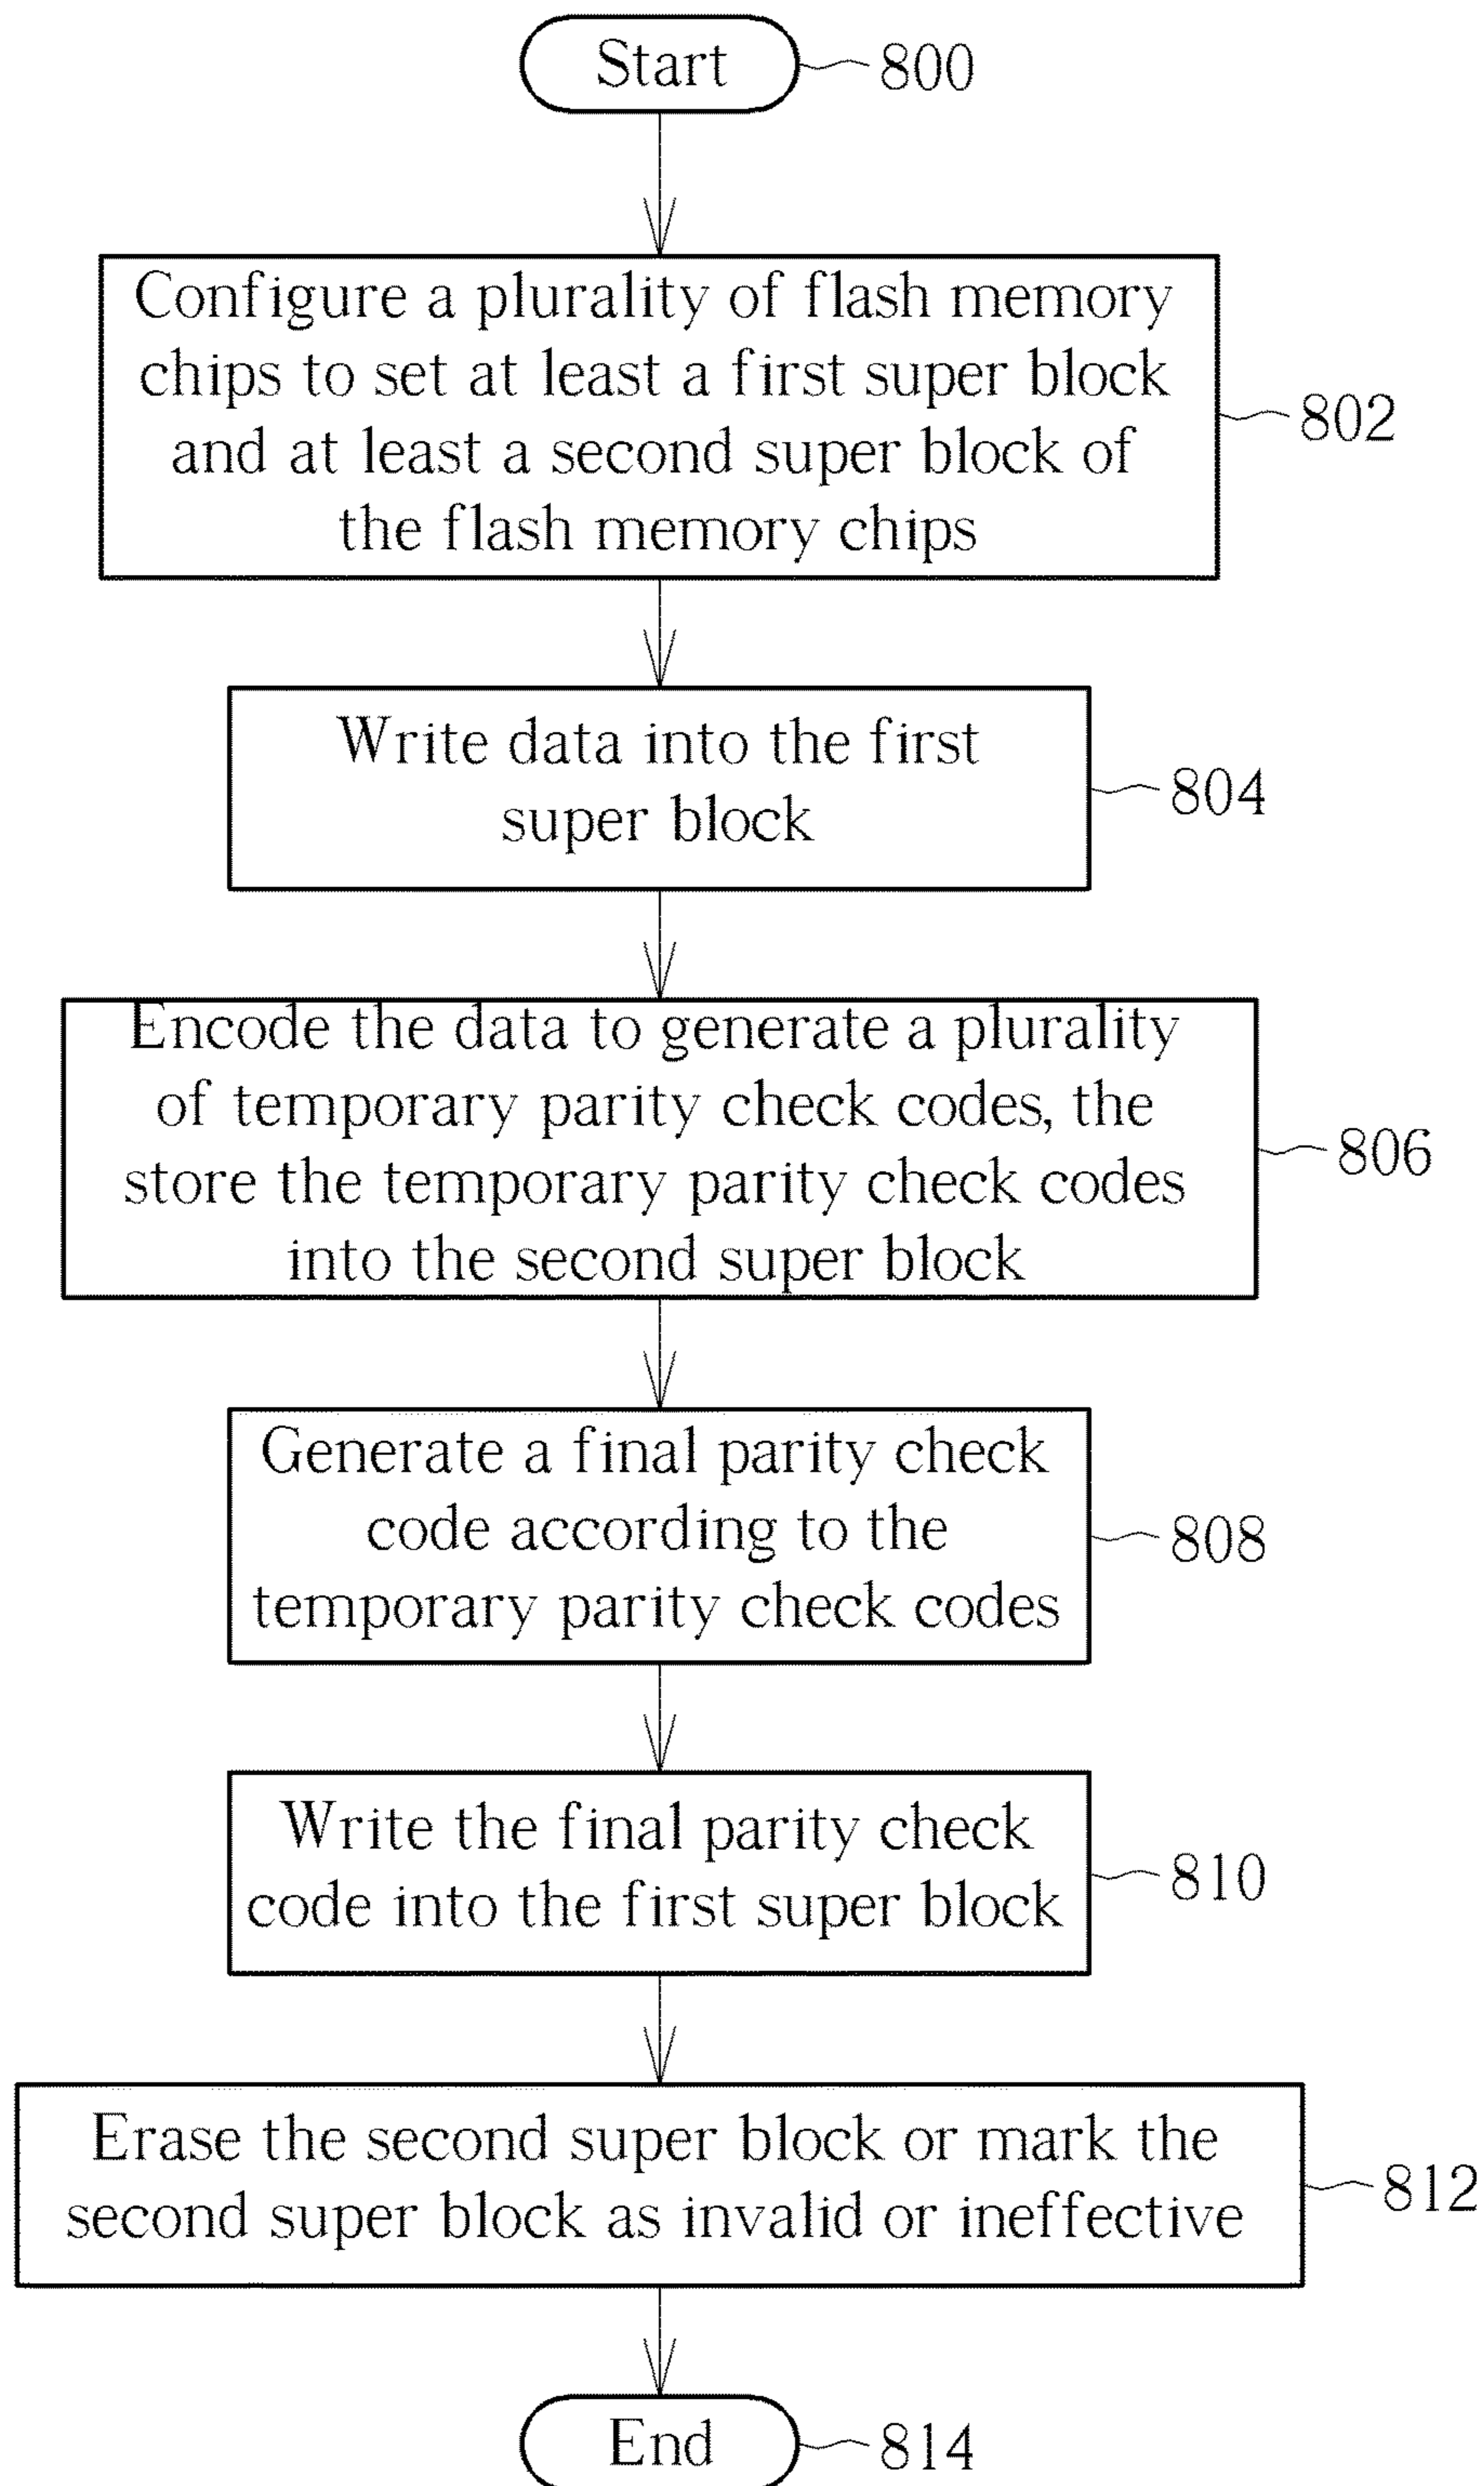 Start
800
Configure a plurality of flash memory
chips to set at least a first super block
and at least a second super block of
the flash memory chips
802
Write data into the first
super block
804
Encode the data to generate a plurality
of temporary parity check codes, the
store the temporary parity check codes
into the second super block
806
Generate a final parity check
code according to the
temporary parity check codes
808
Write the final parity check
code into the first super block
810
Erase the second super block or mark the
second super block as invalid or ineffective
812
End
814